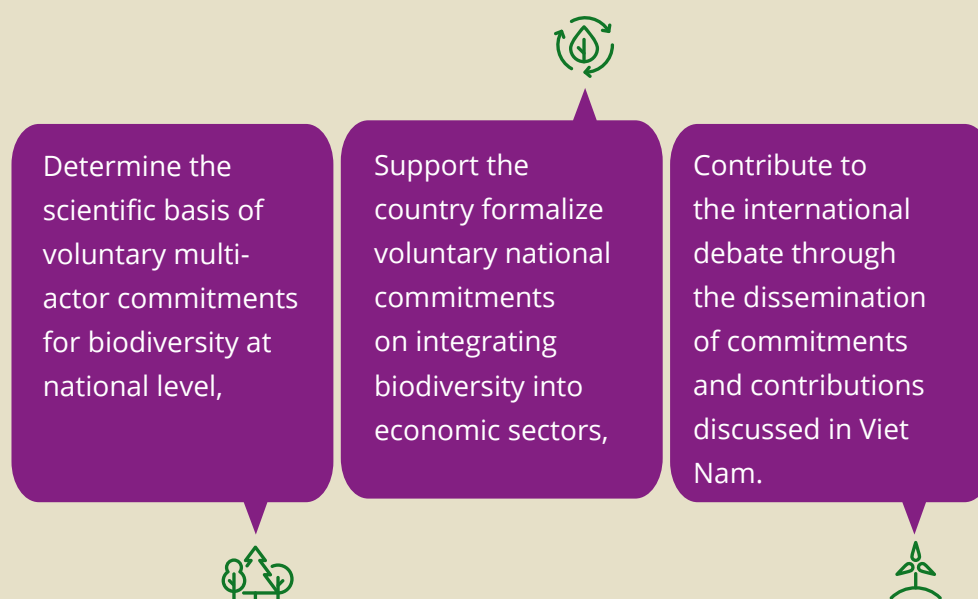 Determine the
scientific basis of
voluntary multi-
actor commitments
for biodiversity at
national level,
Support the
country formalize
voluntary national
commitments
on integrating
biodiversity into
economic sectors,
Contribute to
the international
debate through
the dissemination
of commitments
and contributions
discussed in Viet
Nam.